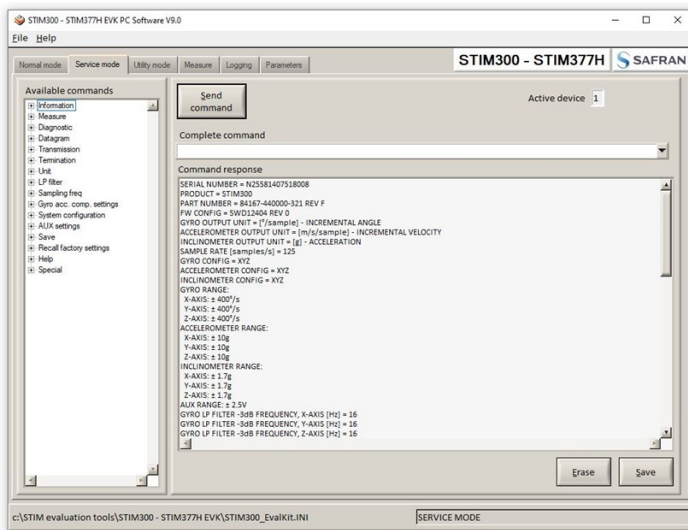 STIM300 - STIM377H EVK PC Software V9.0
File Help
Normal mode Service mode Utility mode Measure Logging Parameters
STIM300 - STIM377H SAFRAN
Available commands
Information
Measure
Diagnostic
Datagram
Transmission
Termination
Unit
LP filter
Sampling freq
Gyro acc. comp. settings
System configuration
AUX settings
Save
Recall factory settings
Help
Special
Send
command
Active device 1
Complete command
Command response
SERIAL NUMBER = N25581407518008
PRODUCT = STIM300
PART NUMBER = 84167-440000-321 REV F
FW CONFIG = SWD12404 REV 0
GYRO OUTPUT UNIT = [°/sample] - INCREMENTAL ANGLE
ACCELEROMETER OUTPUT UNIT = [m/s/sample] - INCREMENTAL VELOCITY
INCLINOMETER OUTPUT UNIT = [g] - ACCELERATION
SAMPLE RATE [samples/s] = 125
GYRO CONFIG = XYZ
ACCELEROMETER CONFIG = XYZ
INCLINOMETER CONFIG = XYZ
GYRO RANGE:
X-AXIS: ± 400°/s
Y-AXIS: ± 400°/s
Z-AXIS: ± 400°/s
ACCELEROMETER RANGE:
X-AXIS: ± 10g
Y-AXIS: ± 10g
Z-AXIS: ± 10g
INCLINOMETER RANGE:
X-AXIS: ± 1.7g
Y-AXIS: ± 1.7g
Z-AXIS: ± 1.7g
AUX RANGE: ± 2.5V
GYRO LP FILTER -3dB FREQUENCY, X-AXIS [Hz] = 16
GYRO LP FILTER -3dB FREQUENCY, Y-AXIS [Hz] = 16
GYRO LP FILTER -3dB FREQUENCY, Z-AXIS [Hz] = 16
Erase Save
c:\STIM evaluation tools\STIM300 - STIM377H EVK\STIM300_EvalKit.INI SERVICE MODE